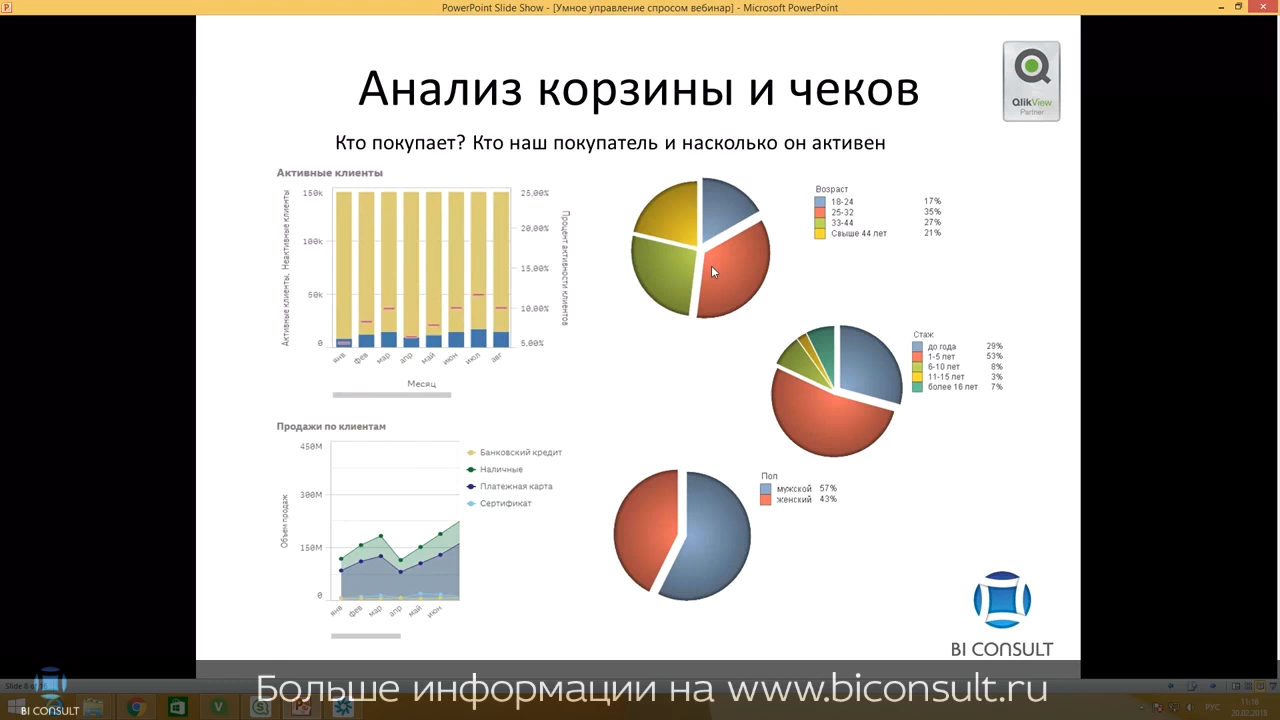 PowerPoint Slide Show - [Умное управление спросом вебинар] - Microsoft PowerPoint
Анализ корзины и чеков
QlikView
Partner
Кто покупает? Кто наш покупатель и насколько он активен
Активные клиенты
150k
100k
50k
0
Активные клиенты, Неактивные клиенты
25,00%
20,00%
15,00%
10,00%
5,00%
Процент активности клиентов
янв фев мар апр май июн июл авг
Месяц
Возраст
18-24 17%
25-32 35%
33-44 27%
Свыше 44 лет 21%
Стаж
до года 29%
1-5 лет 53%
6-10 лет 8%
11-15 лет 3%
более 16 лет 7%
Продажи по клиентам
450M
300M
150M
0
Объем продаж
янв фев мар апр май июн
Банковский кредит
Наличные
Платежная карта
Сертификат
Пол
мужской 57%
женский 43%
BI CONSULT
Больше информации на www.biconsult.ru
BI CONSULT
РУС
11:18
20.02.2018